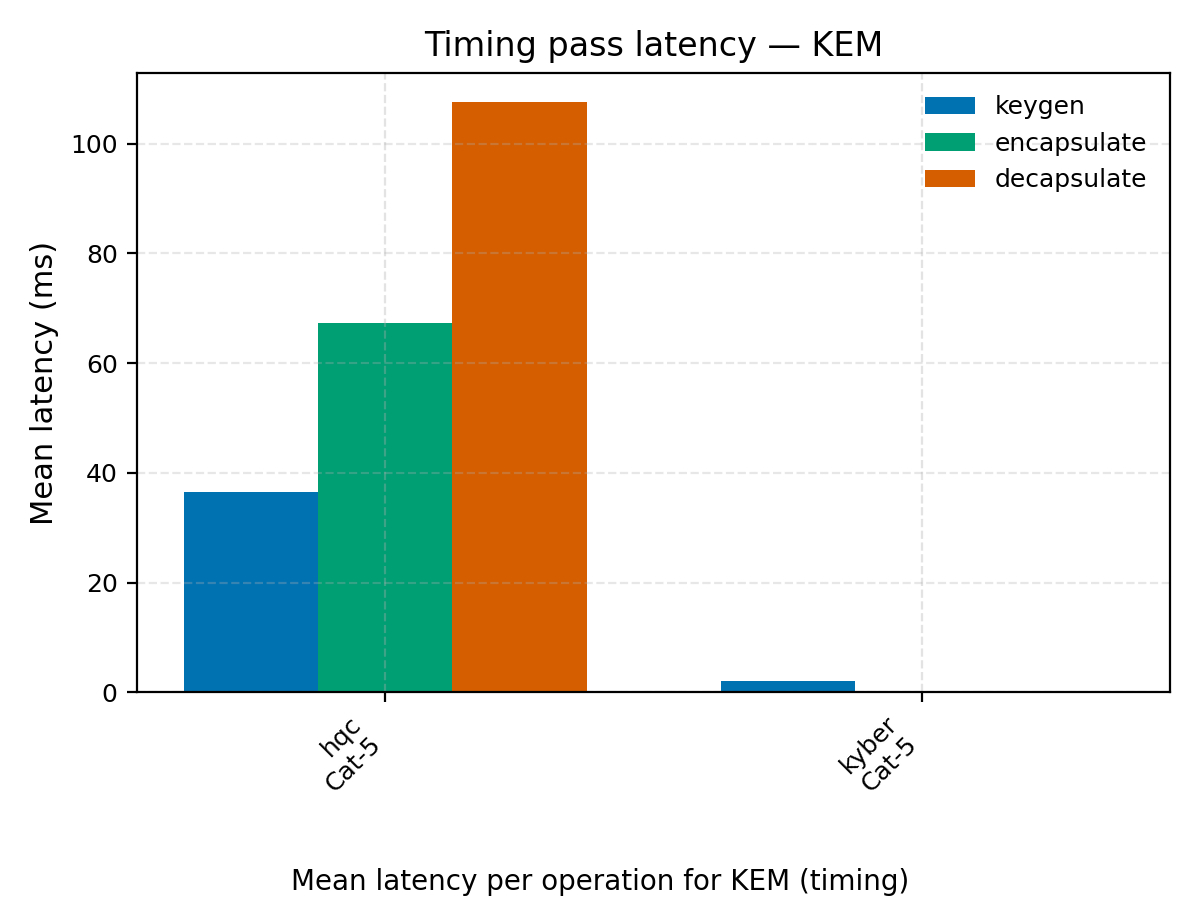 Timing pass latency — KEM
keygen
encapsulate
decapsulate
Mean latency (ms)
100
80
60
40
20
0
hqc
Cat-5
kyber
Cat-5
Mean latency per operation for KEM (timing)